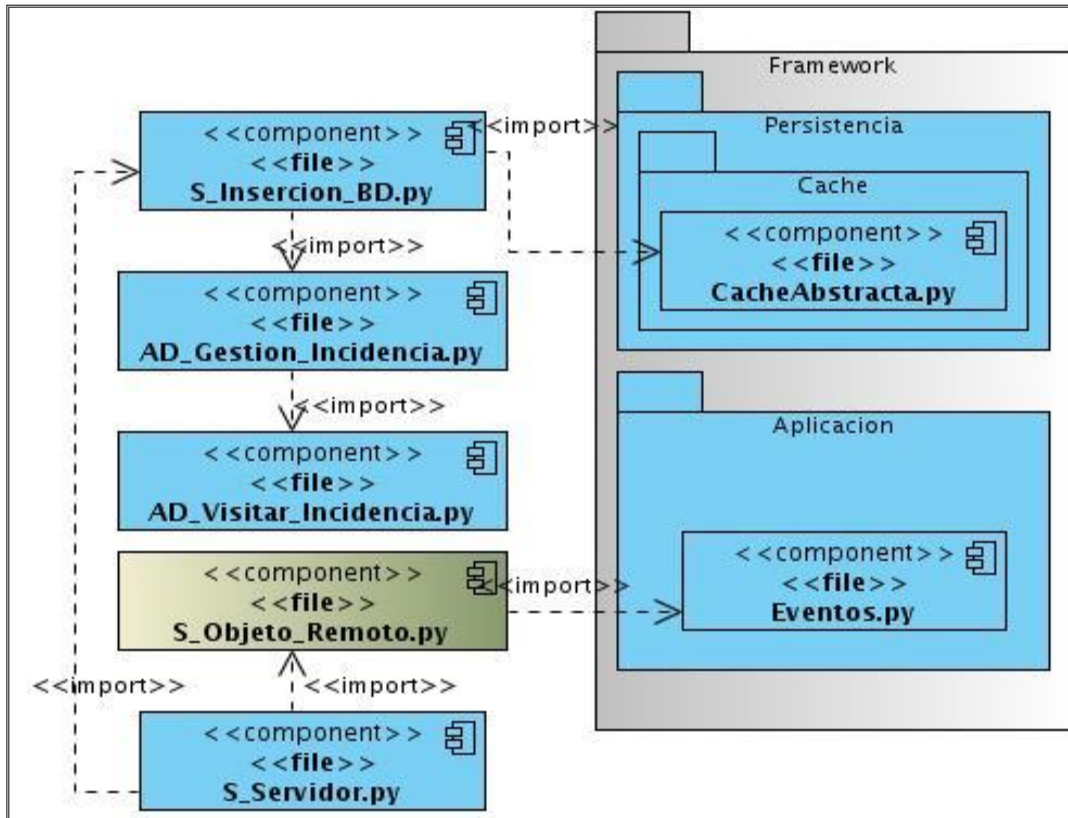 Framework
<<component>>
<<file>>
S_Insercion_BD.py
<<import>>
Persistencia
Cache
<<component>>
<<file>>
CacheAbstracta.py
<<import>>
<<component>>
<<file>>
AD_Gestion_Incidencia.py
<<import>>
<<component>>
<<file>>
AD_Visitar_Incidencia.py
Aplicacion
<<component>>
<<file>>
S_Objeto_Remoto.py
<<import>>
<<component>>
<<file>>
Eventos.py
<<import>>
<<import>>
<<component>>
<<file>>
S_Servidor.py